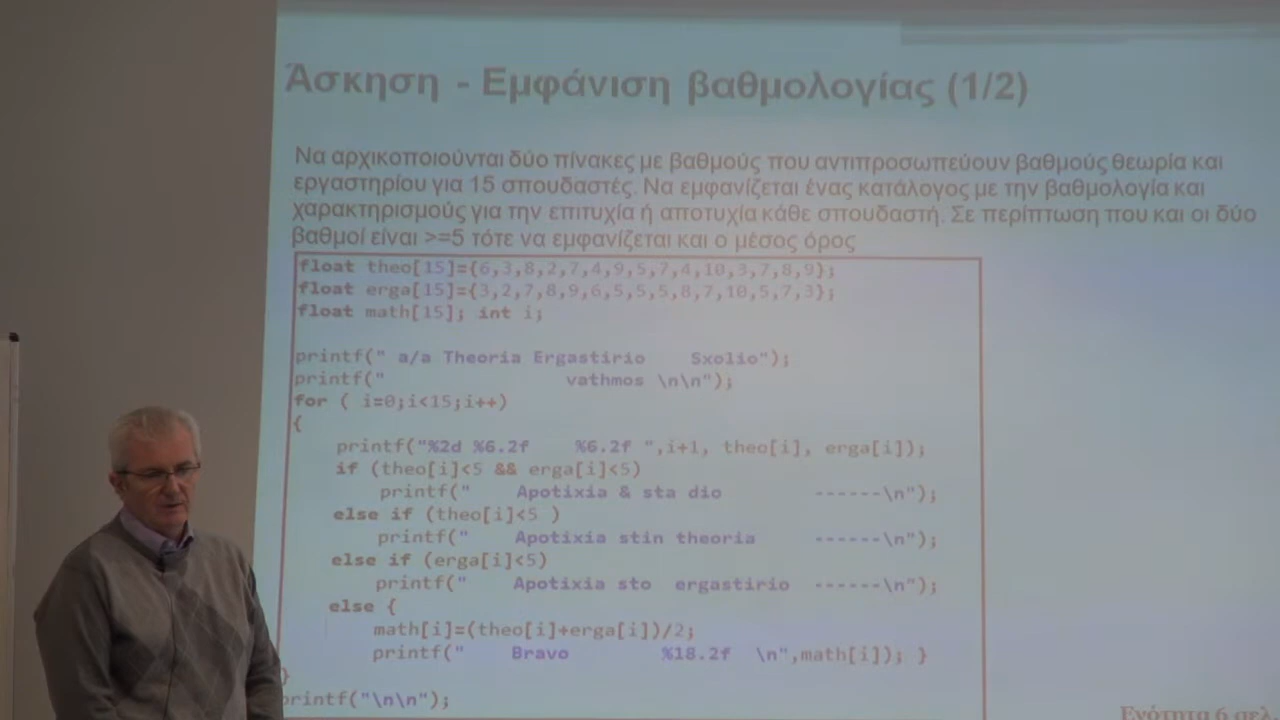 Άσκηση - Εμφάνιση βαθμολογίας (1/2)
Να αρχικοποιούνται δύο πίνακες με βαθμούς που αντιπροσωπεύουν βαθμούς θεωρία και
εργαστηρίου για 15 σπουδαστές. Να εμφανίζεται ένας κατάλογος με την βαθμολογία και
χαρακτηρισμούς για την επιτυχία ή αποτυχία κάθε σπουδαστή. Σε περίπτωση που και οι δύο
βαθμοί είναι >=5 τότε να εμφανίζεται και ο μέσος όρος
float theo[15]={6,3,8,2,7,4,9,5,7,4,10,3,7,8,9};
float erga[15]={3,2,7,8,9,6,5,5,5,8,7,10,5,7,3};
float math[15]; int i;
printf(" a/a Theoria Ergastirio    Sxolio");
printf("                vathmos \n\n");
for ( i=0;i<15;i++)
{
printf("%2d %6.2f    %6.2f ",i+1, theo[i], erga[i]);
if (theo[i]<5 && erga[i]<5)
printf("    Apotixia & sta dio        ------\n");
else if (theo[i]<5 )
printf("    Apotixia stin theoria     ------\n");
else if (erga[i]<5)
printf("    Apotixia sto  ergastirio  ------\n");
else {
math[i]=(theo[i]+erga[i])/2;
printf("    Bravo        %18.2f  \n",math[i]); }
}
printf("\n\n");
Ενότητα 6 σελ.